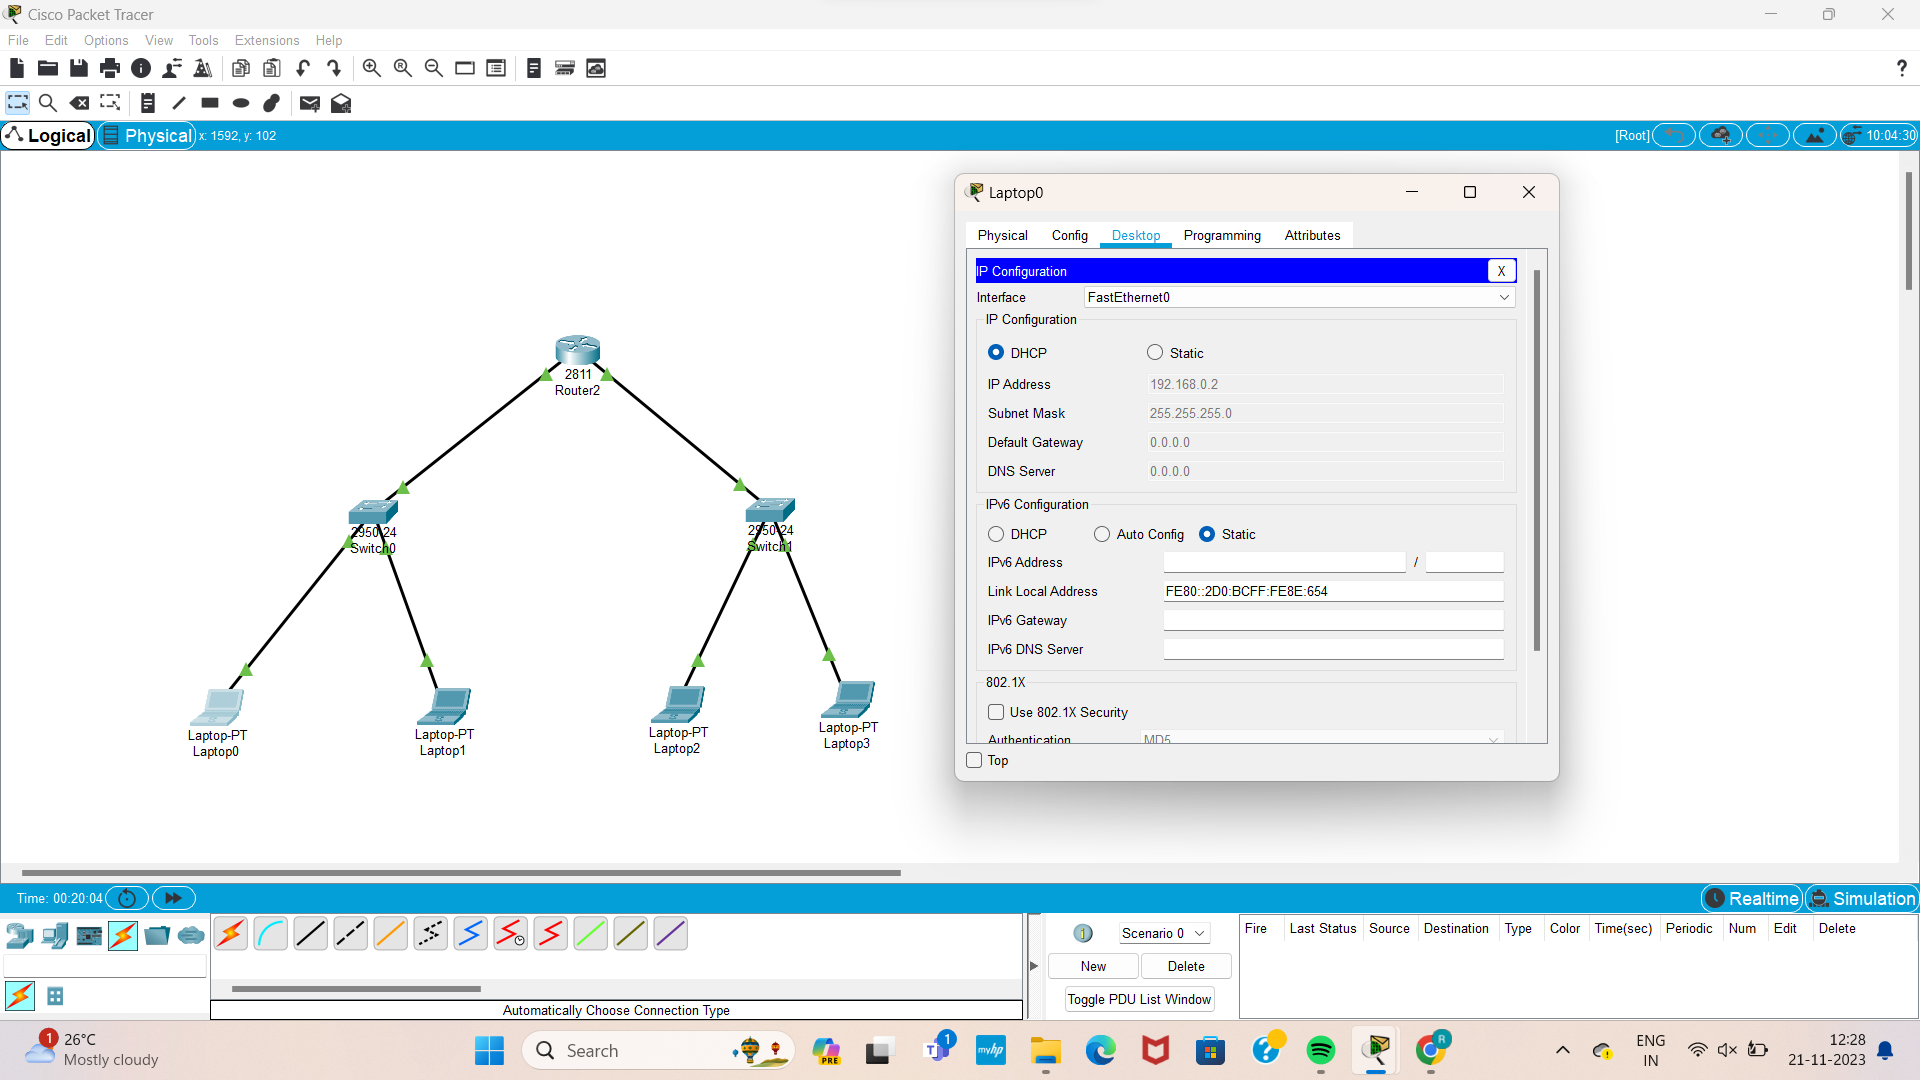 Cisco Packet Tracer
File Edit Options View Tools Extensions Help
?
Logical Physical x: 1592, y: 102 [Root] 10:04:30
Laptop0
Physical Config Desktop Programming Attributes
IP Configuration X
Interface FastEthernet0
IP Configuration
DHCP Static
IP Address 192.168.0.2
Subnet Mask 255.255.255.0
Default Gateway 0.0.0.0
DNS Server 0.0.0.0
IPv6 Configuration
DHCP Auto Config Static
IPv6 Address /
Link Local Address FE80::2D0:BCFF:FE8E:654
IPv6 Gateway
IPv6 DNS Server
802.1X
Use 802.1X Security
Authentication MD5
Top
2811
Router2
2950-24
Switch0
2950-24
Switch1
Laptop-PT
Laptop0
Laptop-PT
Laptop1
Laptop-PT
Laptop2
Laptop-PT
Laptop3
Time: 00:20:04 Realtime Simulation
1 Scenario 0
New Delete
Toggle PDU List Window
Fire Last Status Source Destination Type Color Time(sec) Periodic Num Edit Delete
Automatically Choose Connection Type
1 26°C
Mostly cloudy
Search
PRE
T 1
myhp
R
ENG
IN
12:28
21-11-2023